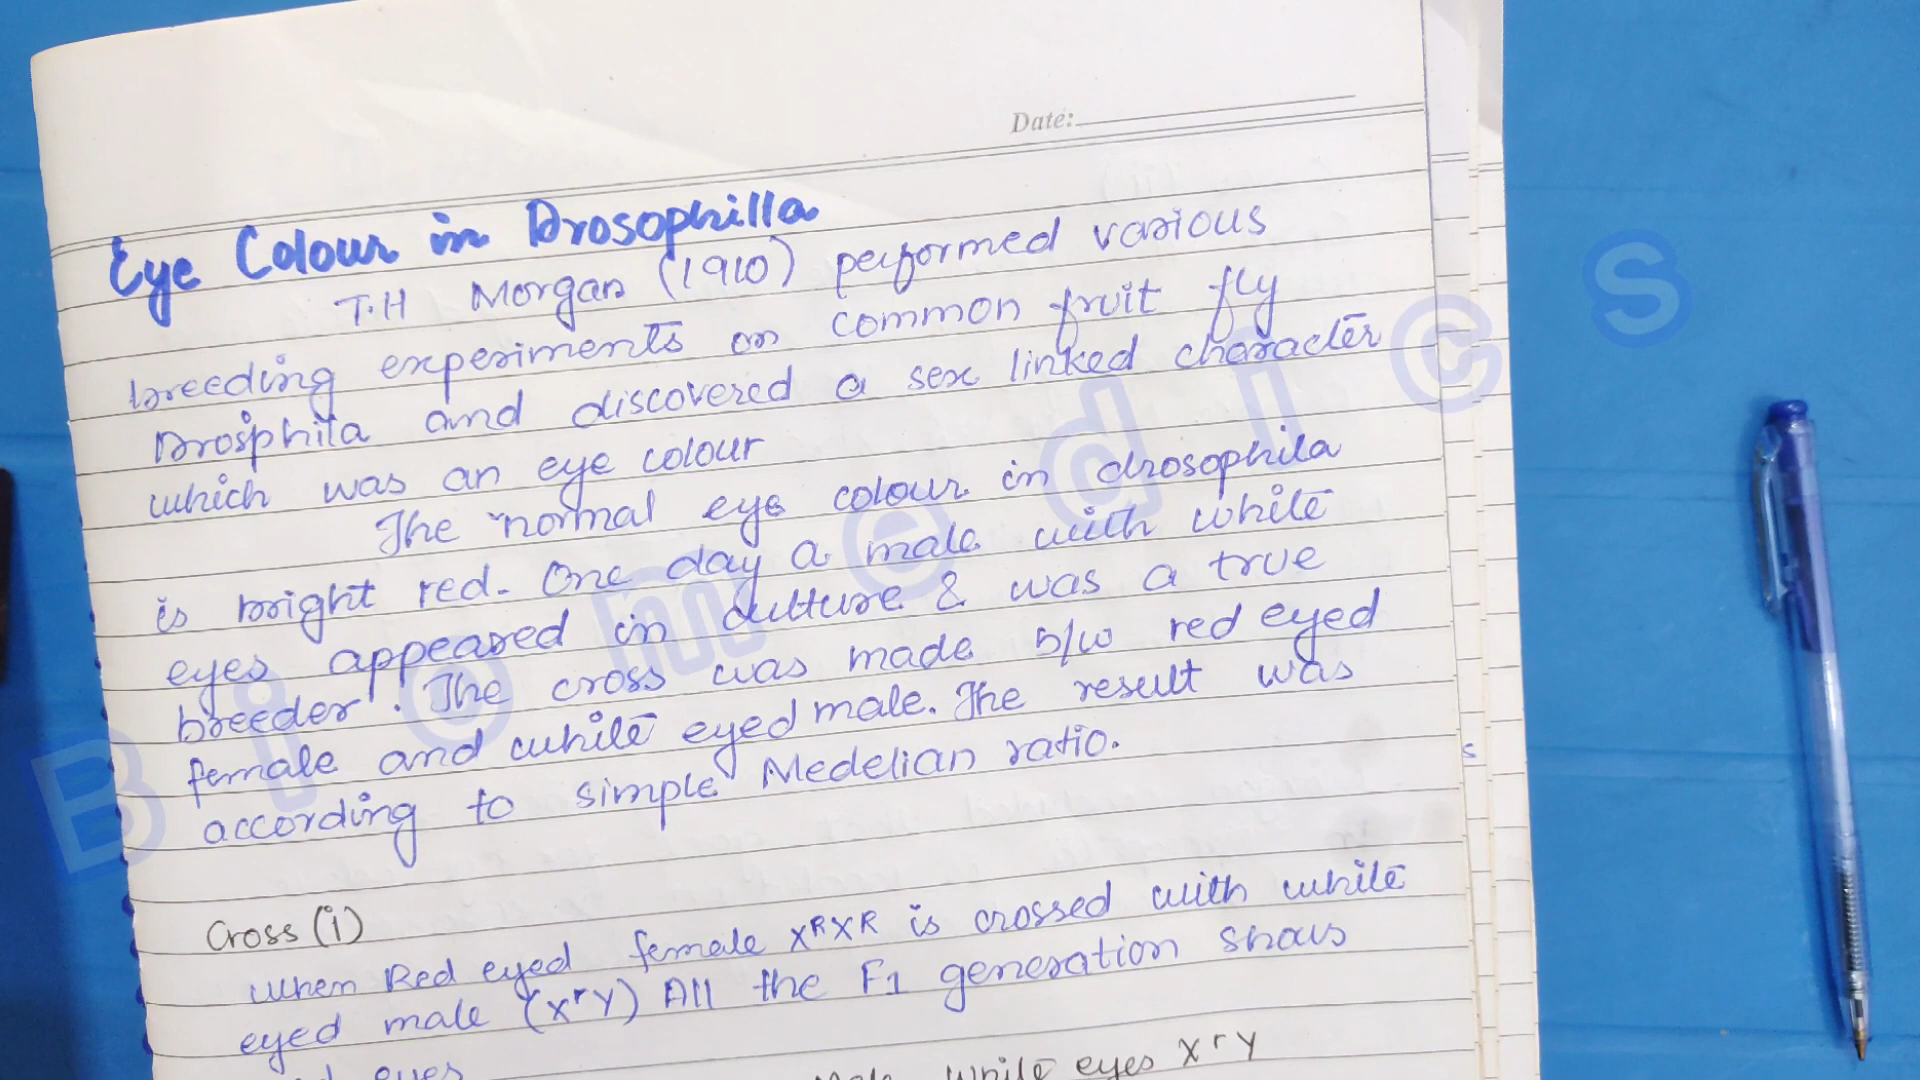 Date:
Eye Colour in Drosophilla
T.H Morgan (1910) performed various
breeding experiments on common fruit fly
Drosphila and discovered a sex linked character
which was an eye colour
The normal eye colour in drosophila
is bright red. One day a male with white
eyes appeared in culture & was a true
breeder. The cross was made b/w red eyed
female and white eyed male. The result was
according to simple Medelian ratio.
Cross (i)
when Red eyed female XRXR is crossed with white
eyed male (XrY) All the F1 generation shows
eyes
White eyes XrY
Biomedics